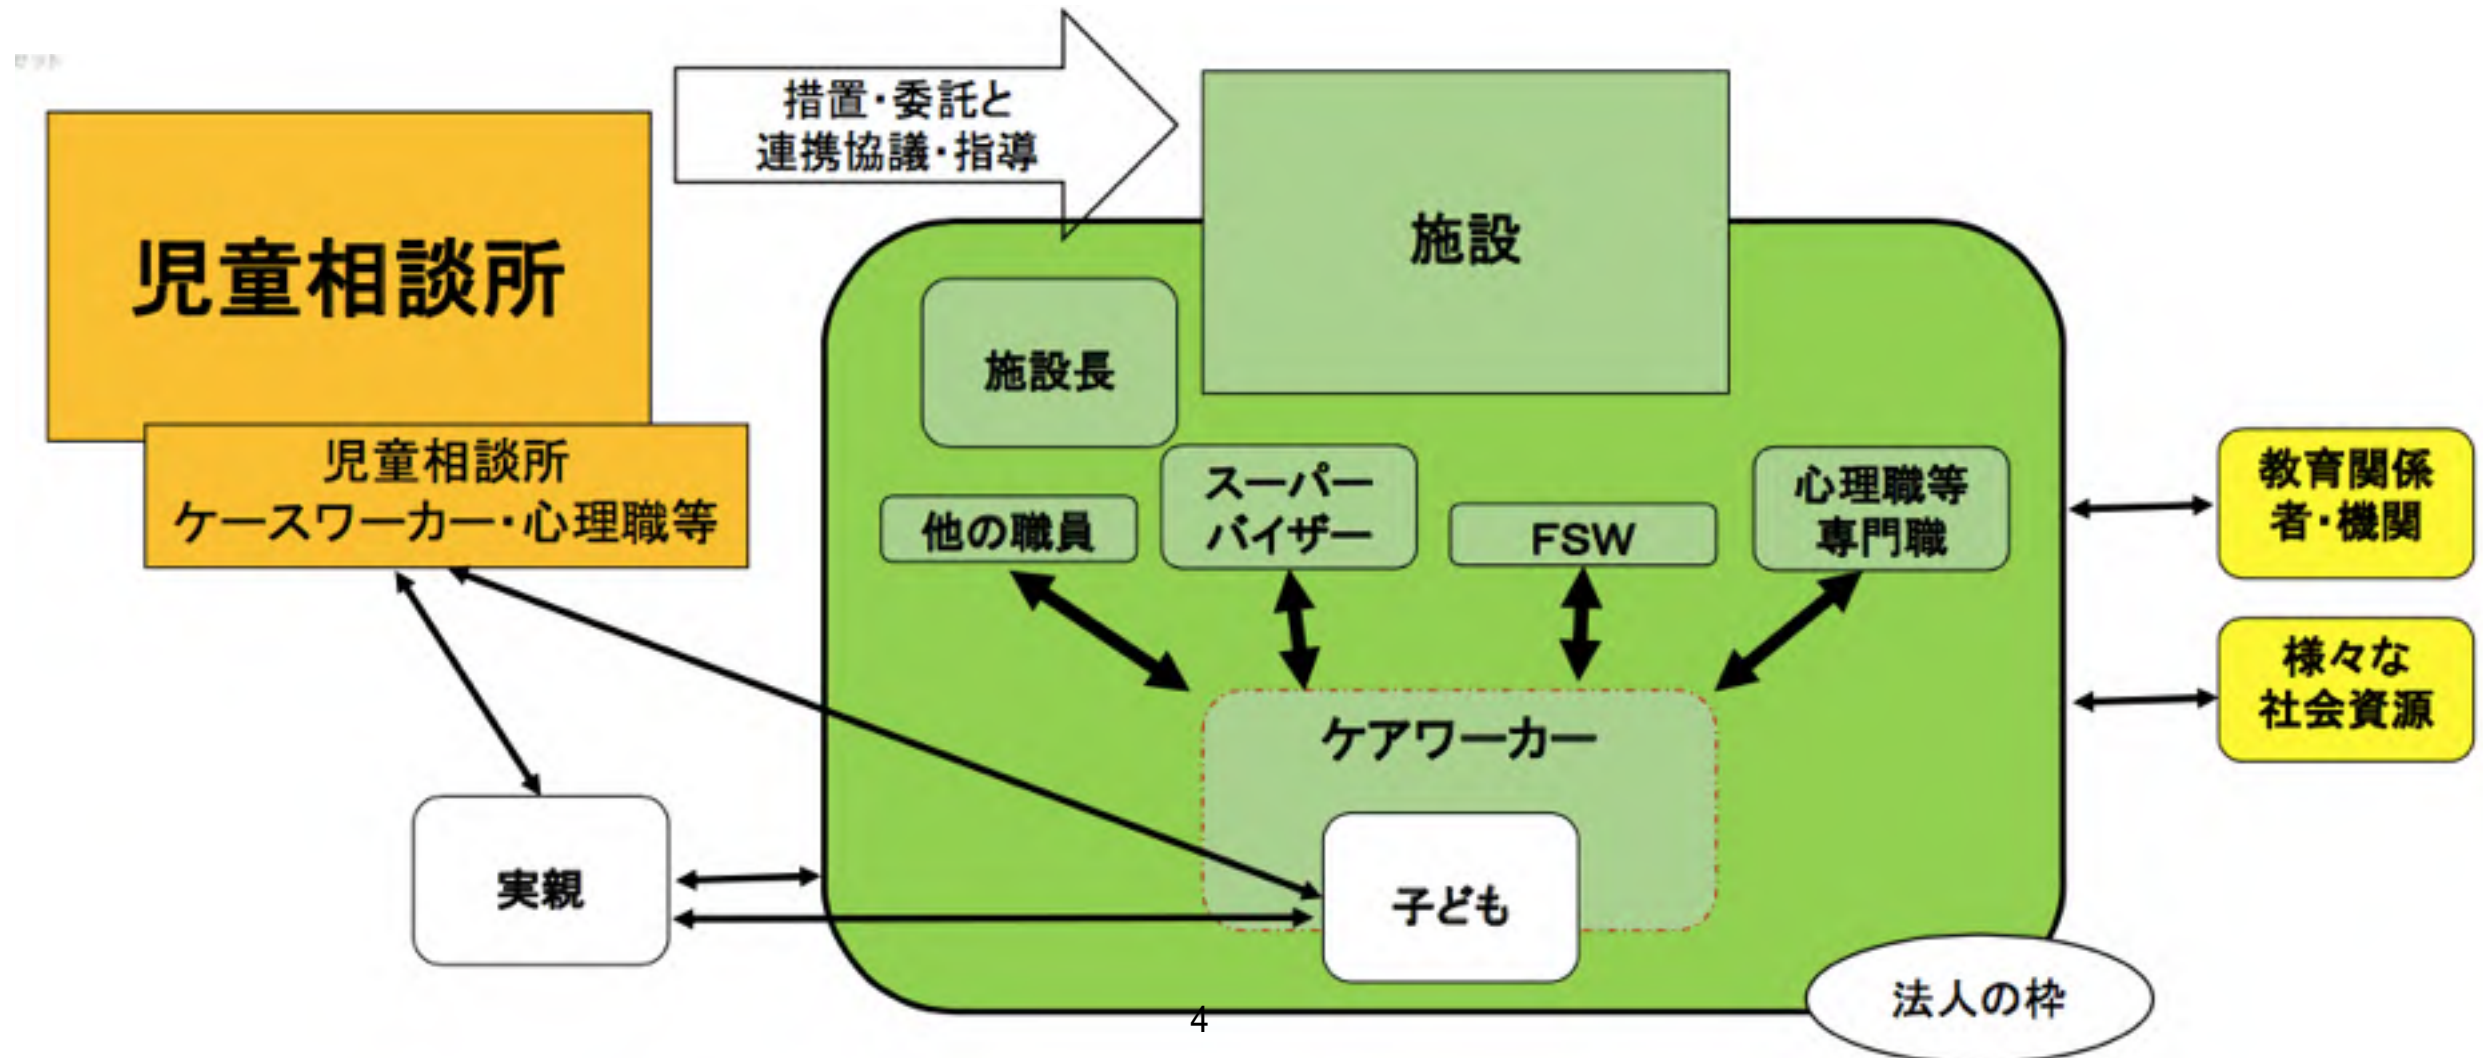 措置・委託と
連携協議・指導
児童相談所
児童相談所
ケースワーカー・心理職等
施設
施設長
他の職員
スーパー
バイザー
FSW
心理職等
専門職
教育関係
者・機関
様々な
社会資源
ケアワーカー
実親
子ども
法人の枠
4